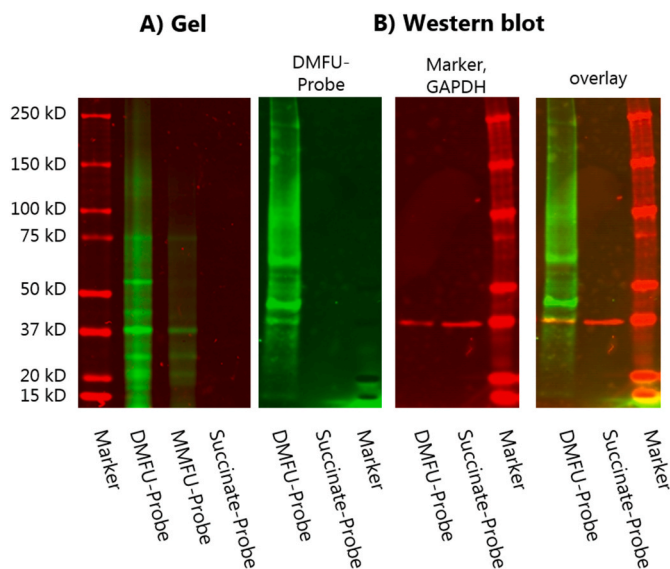 A) Gel
B) Western blot
DMFU-
Probe
Marker,
GAPDH
overlay
250 kD
150 kD
100 kD
75 kD
50 kD
37 kD
20 kD
15 kD
Marker
DMFU-Probe
MMFU-Probe
Succinate-Probe
DMFU-Probe
Succinate-Probe
Marker
DMFU-Probe
Succinate-Probe
Marker
DMFU-Probe
Succinate-Probe
Marker